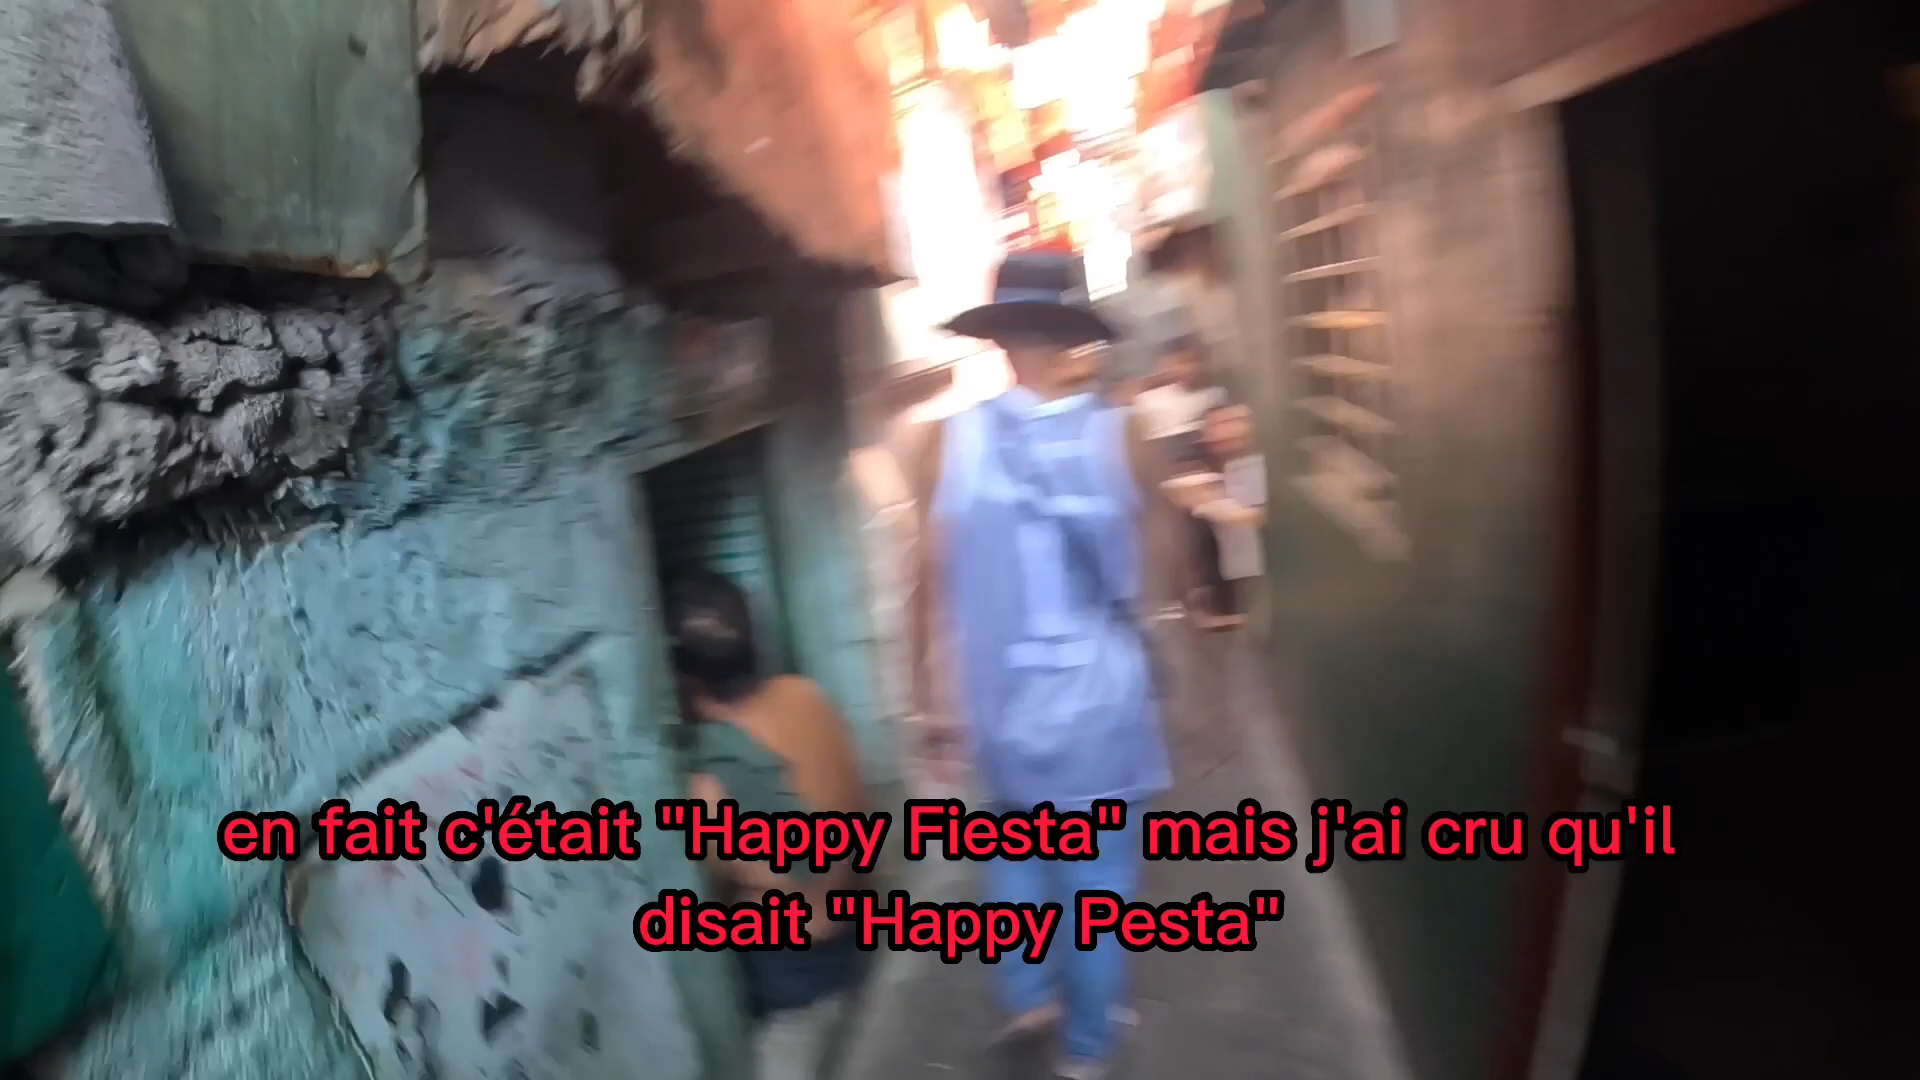 en fait c'était "Happy Fiesta" mais j'ai cru qu'il
disait "Happy Pesta"